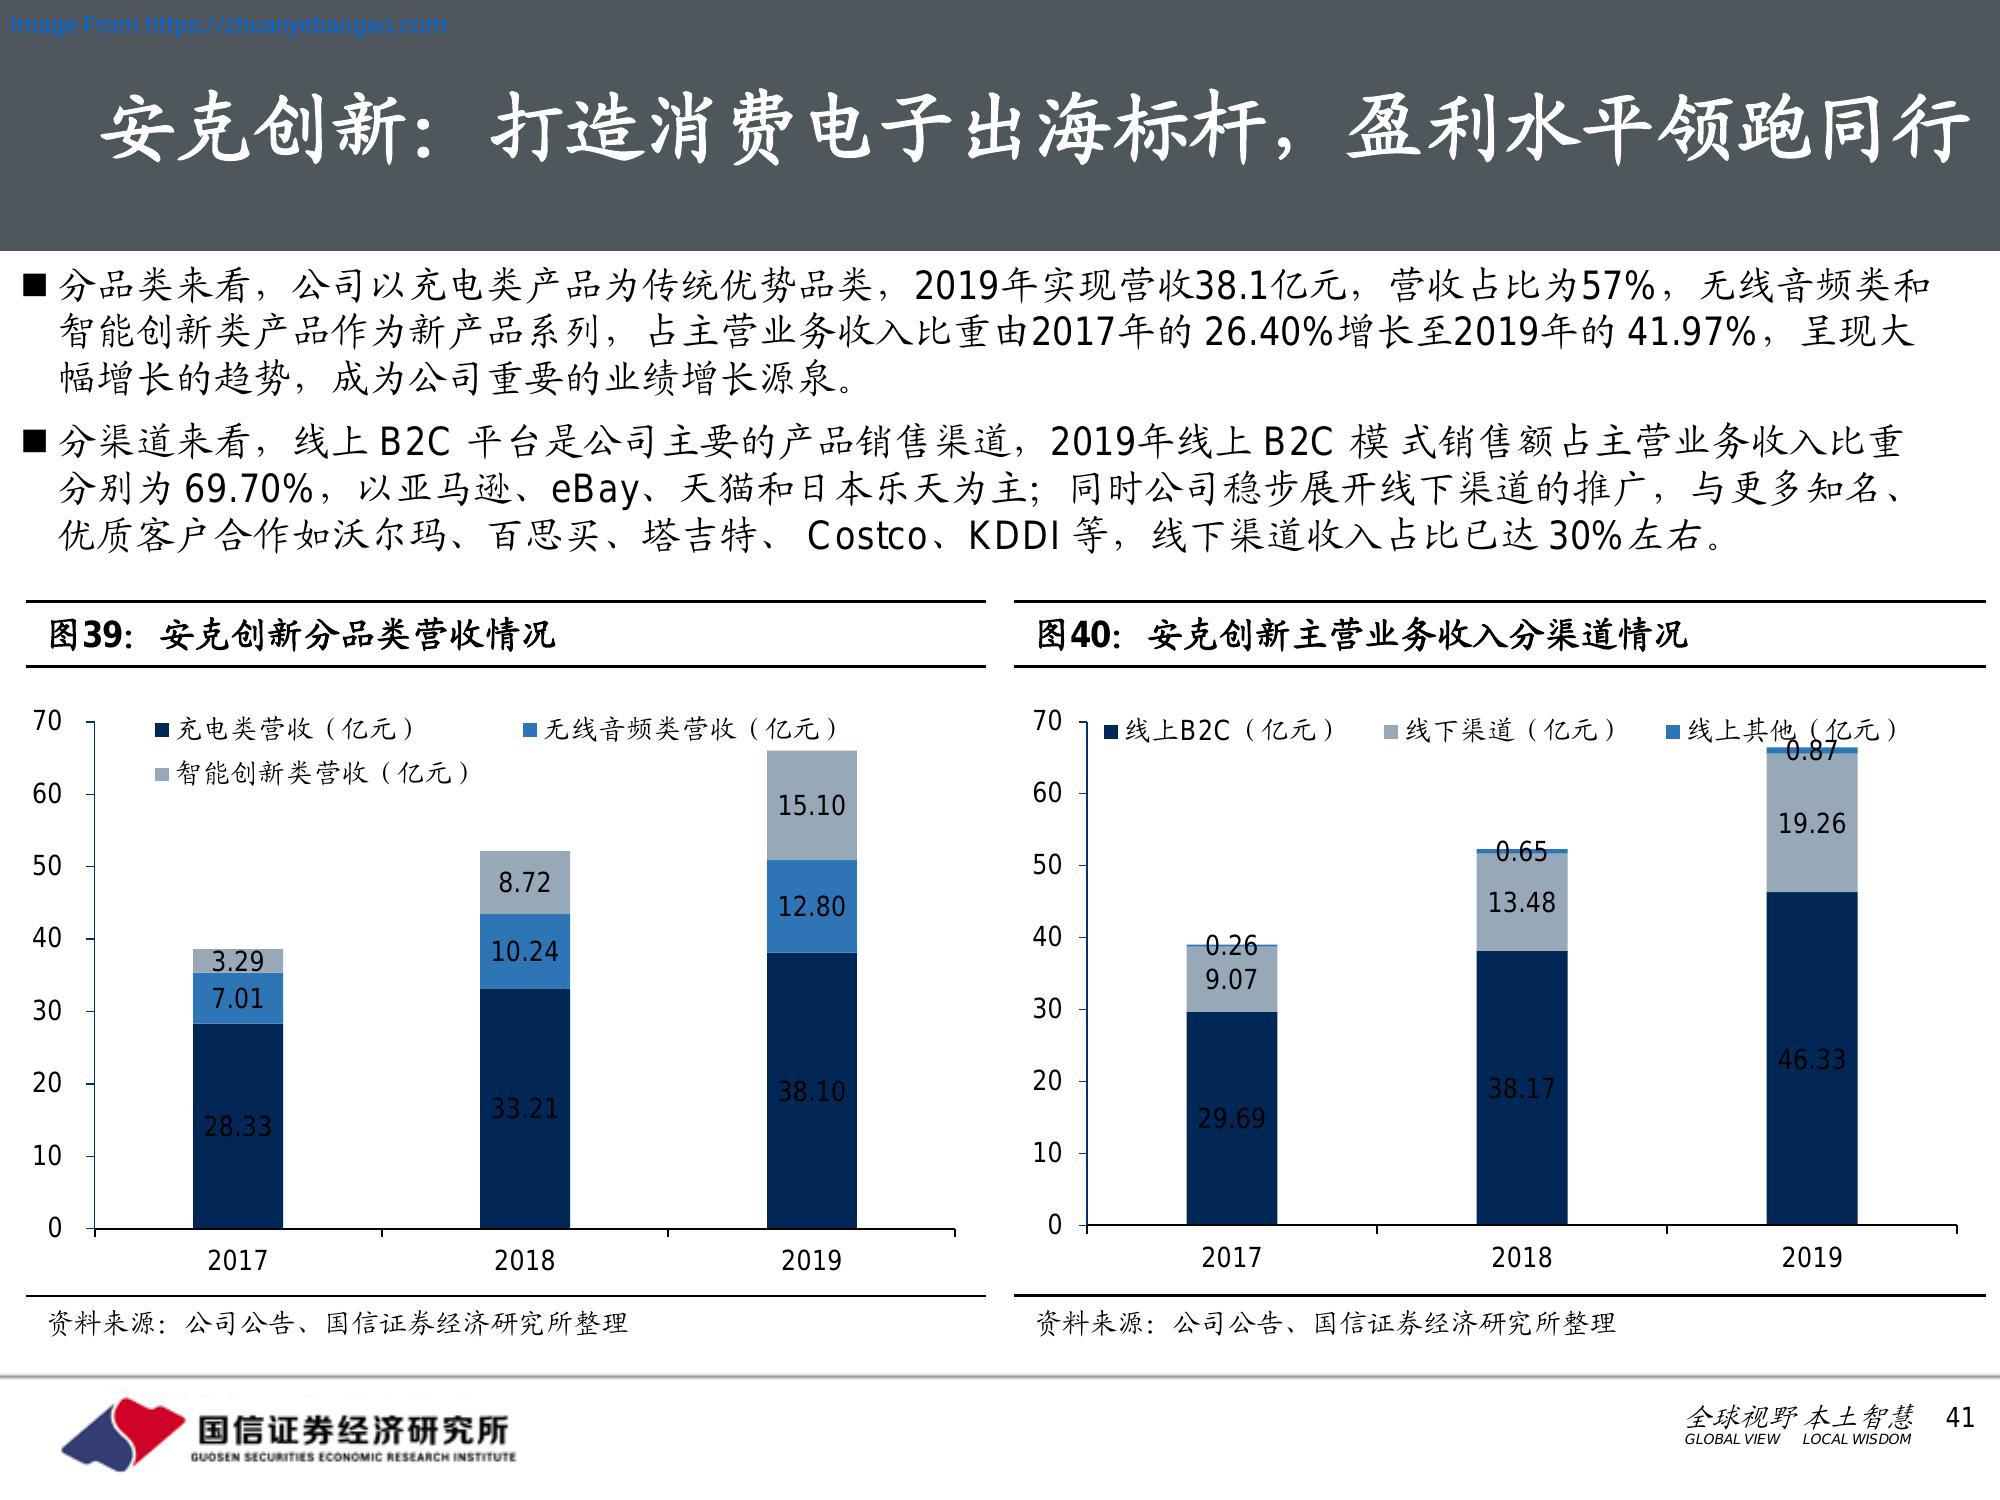 Image From https://zhuanyebaogao.com
安克创新：打造消费电子出海标杆，盈利水平领跑同行
■ 分品类来看，公司以充电类产品为传统优势品类，2019年实现营收38.1亿元，营收占比为57%，无线音频类和
智能创新类产品作为新产品系列，占主营业务收入比重由2017年的 26.40%增长至2019年的 41.97%，呈现大
幅增长的趋势，成为公司重要的业绩增长源泉。
■ 分渠道来看，线上 B2C 平台是公司主要的产品销售渠道，2019年线上 B2C 模 式销售额占主营业务收入比重
分别为 69.70%，以亚马逊、eBay、天猫和日本乐天为主；同时公司稳步展开线下渠道的推广，与更多知名、
优质客户合作如沃尔玛、百思买、塔吉特、 Costco、KDDI 等，线下渠道收入占比已达 30%左右。
图39：安克创新分品类营收情况
充电类营收（亿元） 无线音频类营收（亿元）
智能创新类营收（亿元）
70
60
50
40
30
20
10
0
3.29
7.01
28.33
8.72
10.24
33.21
15.10
12.80
38.10
2017 2018 2019
资料来源：公司公告、国信证券经济研究所整理
图40：安克创新主营业务收入分渠道情况
线上B2C（亿元） 线下渠道（亿元） 线上其他（亿元）
70
60
50
40
30
20
10
0
0.26
9.07
29.69
0.65
13.48
38.17
0.87
19.26
46.33
2017 2018 2019
资料来源：公司公告、国信证券经济研究所整理
国信证券经济研究所
GUOSEN SECURITIES ECONOMIC RESEARCH INSTITUTE
全球视野 本土智慧
GLOBAL VIEW LOCAL WISDOM
41